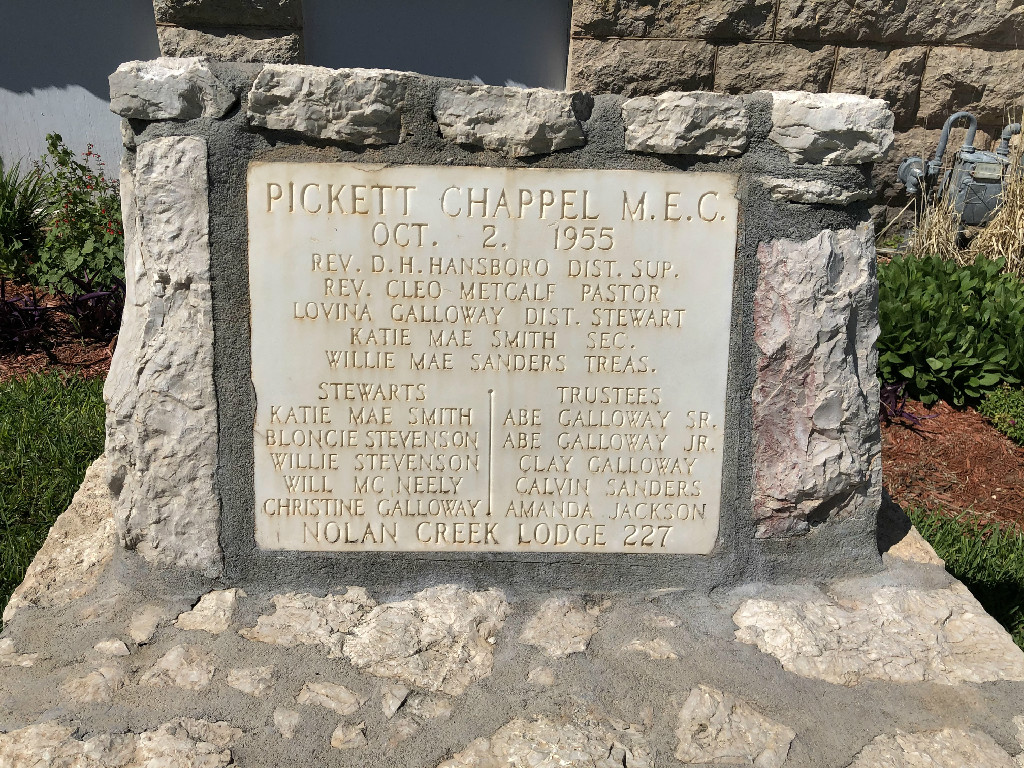 PICKETT CHAPPEL M.E.C.
OCT. 2. 1955
REV. D.H. HANSBORO DIST. SUP.
REV. CLEO METCALF PASTOR
LOVINA GALLOWAY DIST. STEWART
KATIE MAE SMITH SEC.
WILLIE MAE SANDERS TREAS.
STEWARTS
KATIE MAE SMITH
BLONCIE STEVENSON
WILLIE STEVENSON
WILL MC NEELY
CHRISTINE GALLOWAY
TRUSTEES
ABE GALLOWAY SR.
ABE GALLOWAY JR.
CLAY GALLOWAY
CALVIN SANDERS
AMANDA JACKSON
NOLAN CREEK LODGE 227